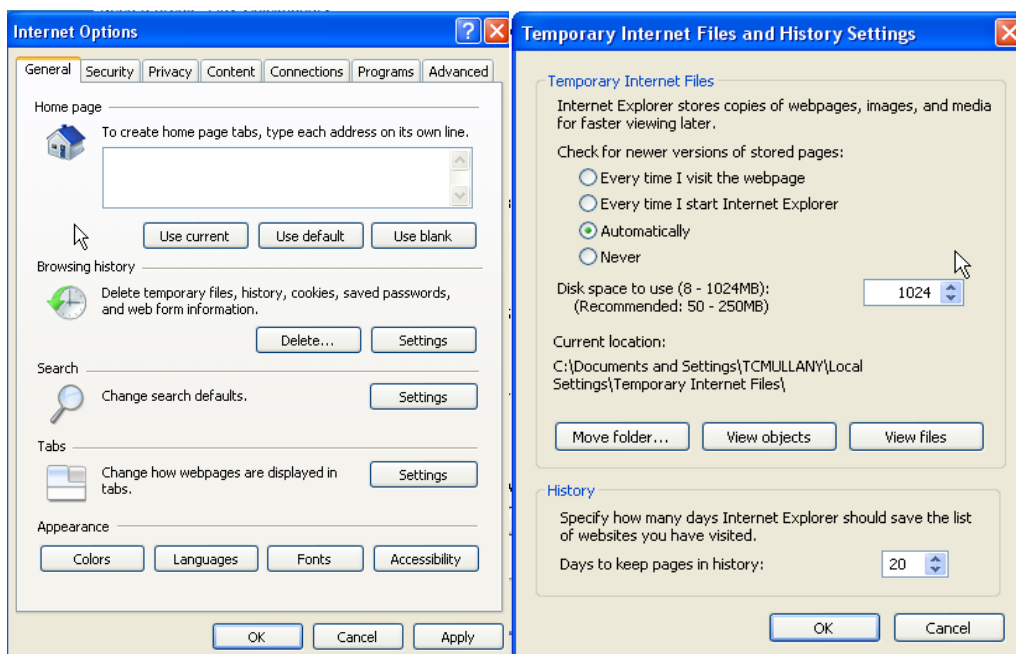 Internet Options
General Security Privacy Content Connections Programs Advanced
Home page
To create home page tabs, type each address on its own line.
Use current Use default Use blank
Browsing history
Delete temporary files, history, cookies, saved passwords,
and web form information.
Delete... Settings
Search
Change search defaults.
Settings
Tabs
Change how webpages are displayed in
tabs.
Settings
Appearance
Colors Languages Fonts Accessibility
OK Cancel Apply
Temporary Internet Files and History Settings
Temporary Internet Files
Internet Explorer stores copies of webpages, images, and media
for faster viewing later.
Check for newer versions of stored pages:
Every time I visit the webpage
Every time I start Internet Explorer
Automatically
Never
Disk space to use (8 - 1024MB): 1024
(Recommended: 50 - 250MB)
Current location:
C:\Documents and Settings\TCMULLANY\Local
Settings\Temporary Internet Files\
Move folder... View objects View files
History
Specify how many days Internet Explorer should save the list
of websites you have visited.
Days to keep pages in history: 20
OK Cancel